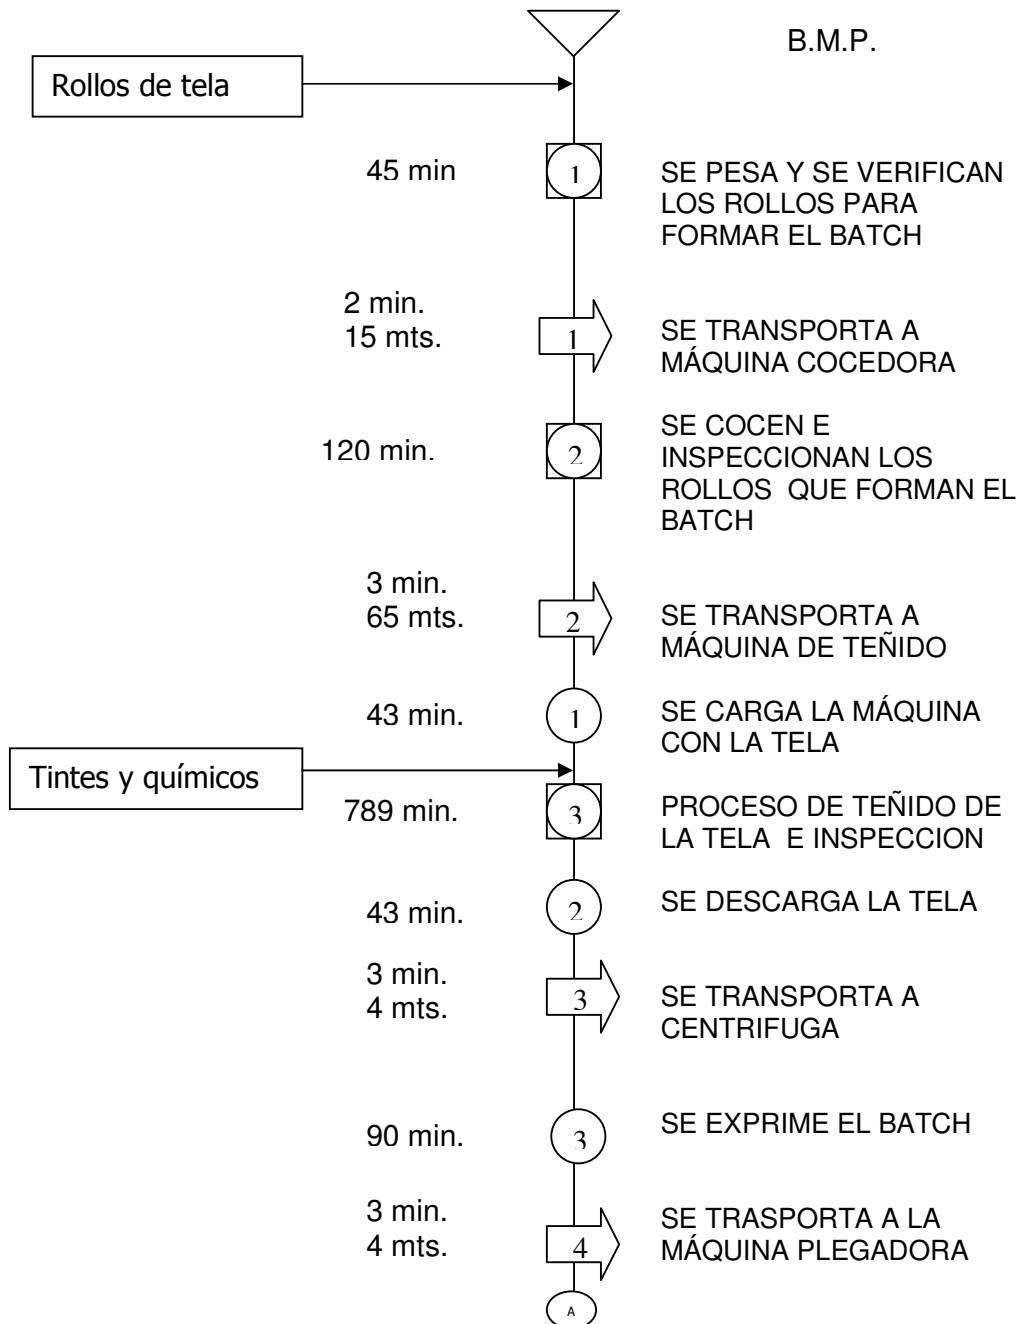 B.M.P.
Rollos de tela
45 min
1
SE PESA Y SE VERIFICAN
LOS ROLLOS PARA
FORMAR EL BATCH
2 min.
15 mts.
1
SE TRANSPORTA A
MÁQUINA COCEDORA
120 min.
2
SE COCEN E
INSPECCIONAN LOS
ROLLOS QUE FORMAN EL
BATCH
3 min.
65 mts.
2
SE TRANSPORTA A
MÁQUINA DE TEÑIDO
43 min.
1
SE CARGA LA MÁQUINA
CON LA TELA
Tintes y químicos
789 min.
3
PROCESO DE TEÑIDO DE
LA TELA E INSPECCION
43 min.
2
SE DESCARGA LA TELA
3 min.
4 mts.
3
SE TRANSPORTA A
CENTRIFUGA
90 min.
3
SE EXPRIME EL BATCH
3 min.
4 mts.
4
SE TRASPORTA A LA
MÁQUINA PLEGADORA
A